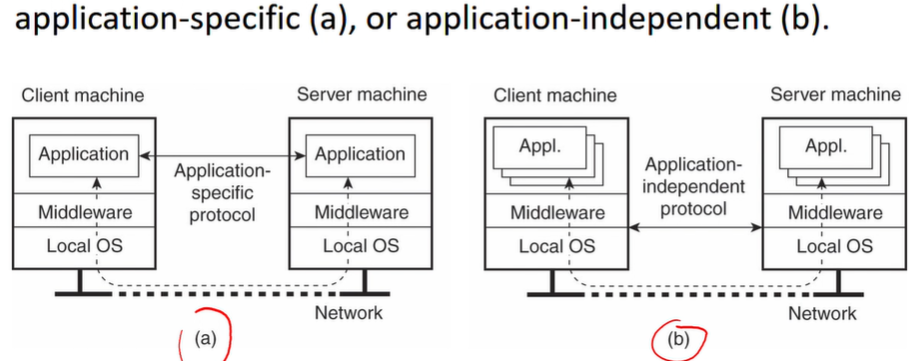 application-specific (a), or application-independent (b).
Client machine
Server machine
Application
Application
Application-
specific
protocol
Middleware
Middleware
Local OS
Local OS
Network
(a)
Client machine
Server machine
Appl.
Appl.
Application-
independent
protocol
Middleware
Middleware
Local OS
Local OS
Network
(b)